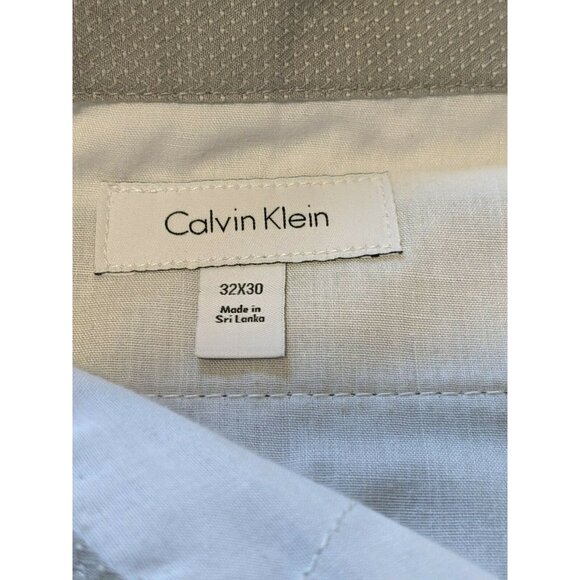 Calvin Klein
32X30
Made in
Sri Lanka